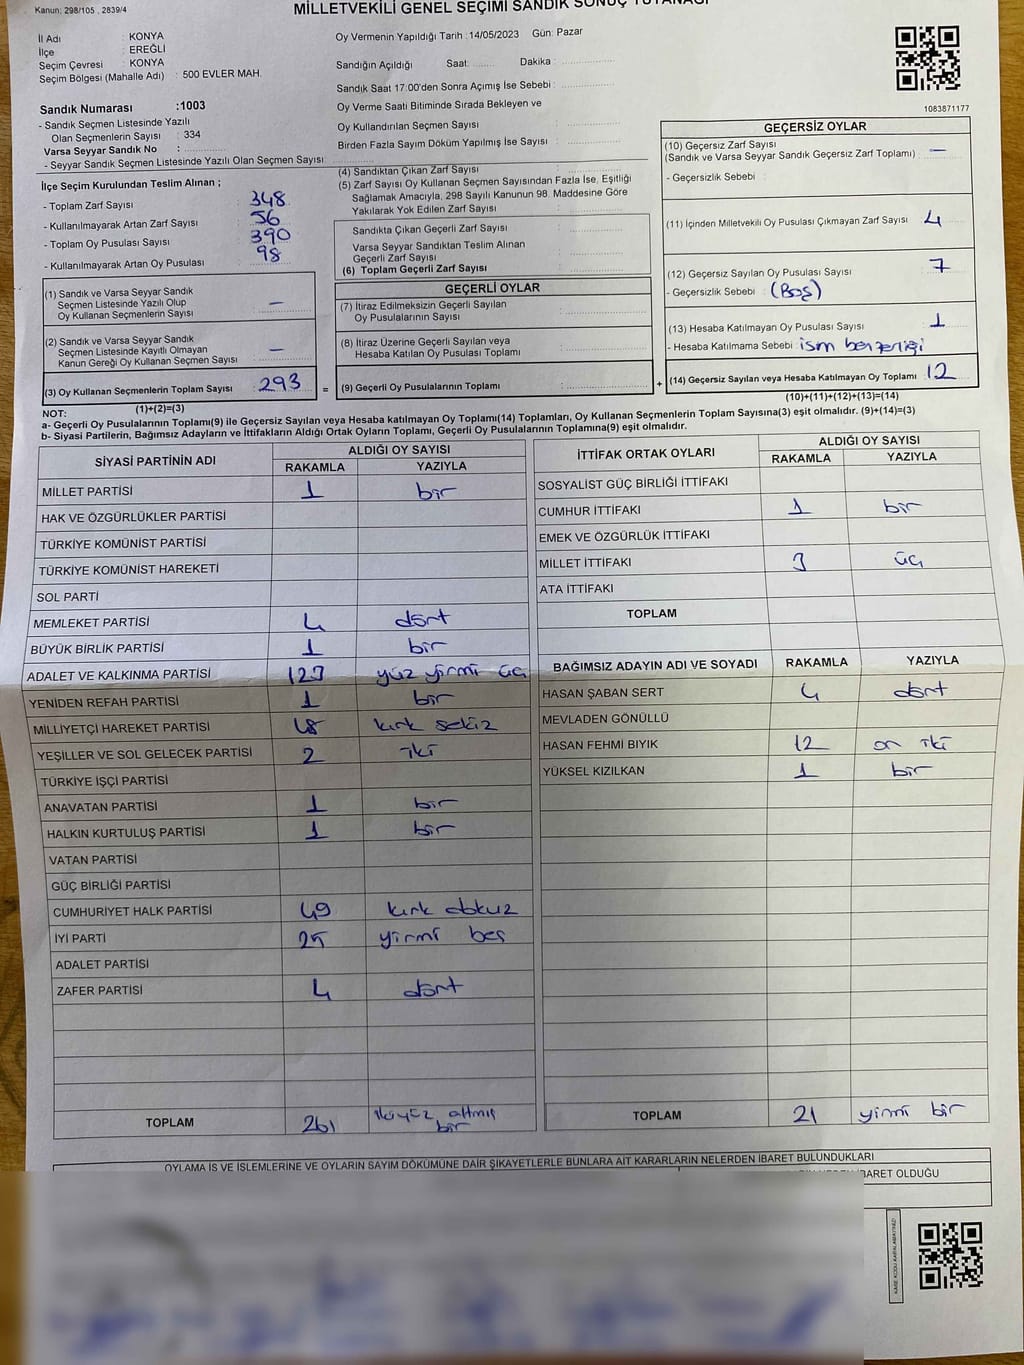 MİLLETVEKİLİ GENEL SEÇİMİ SANDIK SONUÇ TUTANAĞI
Kanun: 298/105 , 2839/4
İl Adı : KONYA
İlçe : EREĞLİ
Seçim Çevresi : KONYA
Seçim Bölgesi (Mahalle Adı) : 500 EVLER MAH.
Sandık Numarası :1003
- Sandık Seçmen Listesinde Yazılı
Olan Seçmenlerin Sayısı : 334
Varsa Seyyar Sandık No :
- Seyyar Sandık Seçmen Listesinde Yazılı Olan Seçmen Sayısı
Oy Vermenin Yapıldığı Tarih :14/05/2023 Gün: Pazar
Sandığın Açıldığı Saat: Dakika :
Sandık Saat 17:00'den Sonra Açımış İse Sebebi :
Oy Verme Saati Bitiminde Sırada Bekleyen ve
Oy Kullandırılan Seçmen Sayısı :
Birden Fazla Sayım Döküm Yapılmış İse Sayısı :
1083871177
İlçe Seçim Kurulundan Teslim Alınan ;
- Toplam Zarf Sayısı : 348
- Kullanılmayarak Artan Zarf Sayısı : 56
- Toplam Oy Pusulası Sayısı : 390
- Kullanılmayarak Artan Oy Pusulası : 98
(1) Sandık ve Varsa Seyyar Sandık
Seçmen Listesinde Yazılı Olup
Oy Kullanan Seçmenlerin Sayısı : –
(2) Sandık ve Varsa Seyyar Sandık
Seçmen Listesinde Kayıtlı Olmayan
Kanun Gereği Oy Kullanan Seçmen Sayısı : –
(3) Oy Kullanan Seçmenlerin Toplam Sayısı : 293 =
(1)+(2)=(3)
(4) Sandıktan Çıkan Zarf Sayısı :
(5) Zarf Sayısı Oy Kullanan Seçmen Sayısından Fazla İse, Eşitliği
Sağlamak Amacıyla, 298 Sayılı Kanunun 98. Maddesine Göre
Yakılarak Yok Edilen Zarf Sayısı :
Sandıkta Çıkan Geçerli Zarf Sayısı :
Varsa Seyyar Sandıktan Teslim Alınan
Geçerli Zarf Sayısı :
(6) Toplam Geçerli Zarf Sayısı :
GEÇERLİ OYLAR
(7) İtiraz Edilmeksizin Geçerli Sayılan
Oy Pusulalarının Sayısı :
(8) İtiraz Üzerine Geçerli Sayılan veya
Hesaba Katılan Oy Pusulası Toplamı :
(9) Geçerli Oy Pusulalarının Toplamı : +
GEÇERSİZ OYLAR
(10) Geçersiz Zarf Sayısı
(Sandık ve Varsa Seyyar Sandık Geçersiz Zarf Toplamı) : –
- Geçersizlik Sebebi :
(11) İçinden Milletvekili Oy Pusulası Çıkmayan Zarf Sayısı : 4
(12) Geçersiz Sayılan Oy Pusulası Sayısı : 7
- Geçersizlik Sebebi : (Boş)
(13) Hesaba Katılmayan Oy Pusulası Sayısı : 1
- Hesaba Katılmama Sebebi : ism benzerliği
(14) Geçersiz Sayılan veya Hesaba Katılmayan Oy Toplamı : 12
(10)+(11)+(12)+(13)=(14)
NOT:
a- Geçerli Oy Pusulalarının Toplamı(9) ile Geçersiz Sayılan veya Hesaba katılmayan Oy Toplamı(14) Toplamları, Oy Kullanan Seçmenlerin Toplam Sayısına(3) eşit olmalıdır. (9)+(14)=(3)
b- Siyasi Partilerin, Bağımsız Adayların ve İttifakların Aldığı Ortak Oyların Toplamı, Geçerli Oy Pusulalarının Toplamına(9) eşit olmalıdır.
SİYASİ PARTİNİN ADI ALDIĞI OY SAYISI
RAKAMLA YAZIYLA
MİLLET PARTİSİ 1 bir
HAK VE ÖZGÜRLÜKLER PARTİSİ
TÜRKİYE KOMÜNİST PARTİSİ
TÜRKİYE KOMÜNİST HAREKETİ
SOL PARTİ
MEMLEKET PARTİSİ 4 dört
BÜYÜK BİRLİK PARTİSİ 1 bir
ADALET VE KALKINMA PARTİSİ 123 yüz yirmi üç
YENİDEN REFAH PARTİSİ 1 bir
MİLLİYETÇİ HAREKET PARTİSİ 48 kırk sekiz
YEŞİLLER VE SOL GELECEK PARTİSİ 2 iki
TÜRKİYE İŞÇİ PARTİSİ
ANAVATAN PARTİSİ 1 bir
HALKIN KURTULUŞ PARTİSİ 1 bir
VATAN PARTİSİ
GÜÇ BİRLİĞİ PARTİSİ
CUMHURİYET HALK PARTİSİ 49 kırk dokuz
İYİ PARTİ 25 yirmi beş
ADALET PARTİSİ
ZAFER PARTİSİ 4 dört
TOPLAM 261 ikiyüz altmış
bir
İTTİFAK ORTAK OYLARI ALDIĞI OY SAYISI
RAKAMLA YAZIYLA
SOSYALİST GÜÇ BİRLİĞİ İTTİFAKI
CUMHUR İTTİFAKI 1 bir
EMEK VE ÖZGÜRLÜK İTTİFAKI
MİLLET İTTİFAKI 3 üç
ATA İTTİFAKI
TOPLAM
BAĞIMSIZ ADAYIN ADI VE SOYADI RAKAMLA YAZIYLA
HASAN ŞABAN SERT 4 dört
MEVLADEN GÖNÜLLÜ
HASAN FEHMİ BIYIK 12 on iki
YÜKSEL KIZILKAN 1 bir
TOPLAM 21 yirmi bir
OYLAMA İŞ VE İŞLEMLERİNE VE OYLARIN SAYIM DÖKÜMÜNE DAİR ŞİKAYETLERLE BUNLARA AİT KARARLARIN NELERDEN İBARET BULUNDUKLARI
İBARET OLDUĞU
KARE KODU KARALAMAYINIZ!